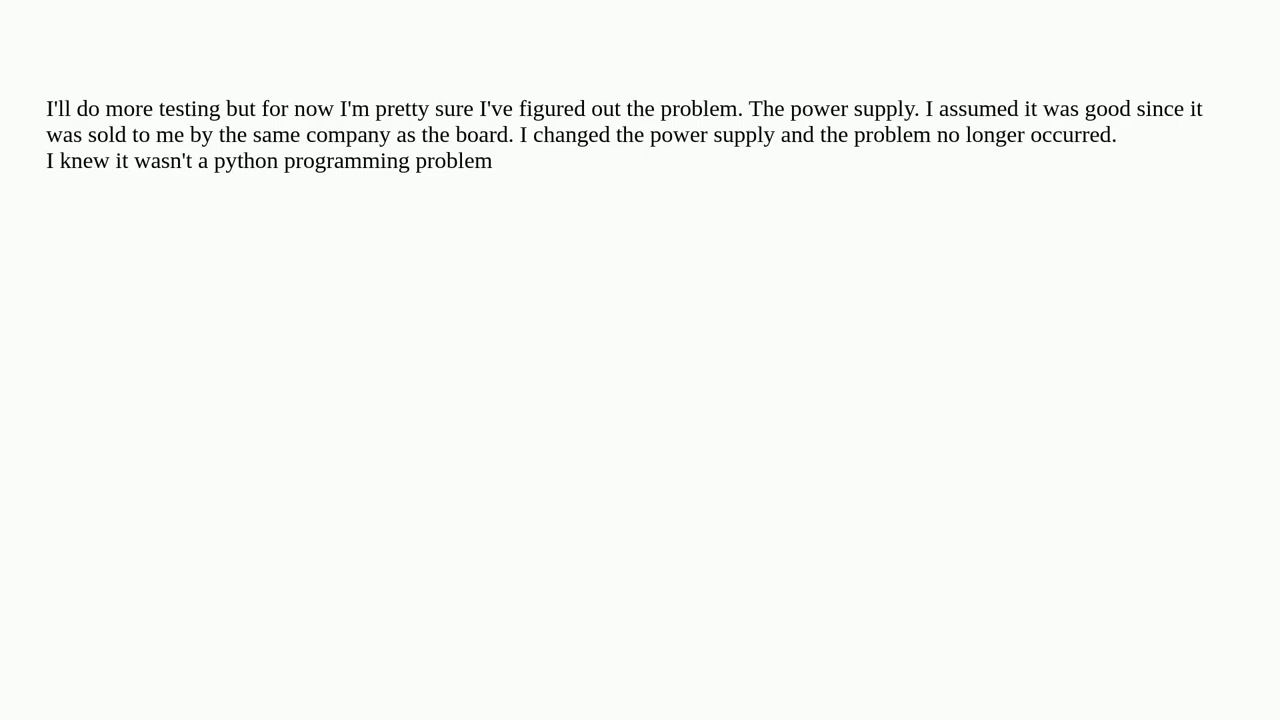 I'll do more testing but for now I'm pretty sure I've figured out the problem. The power supply. I assumed it was good since it
was sold to me by the same company as the board. I changed the power supply and the problem no longer occurred.
I knew it wasn't a python programming problem